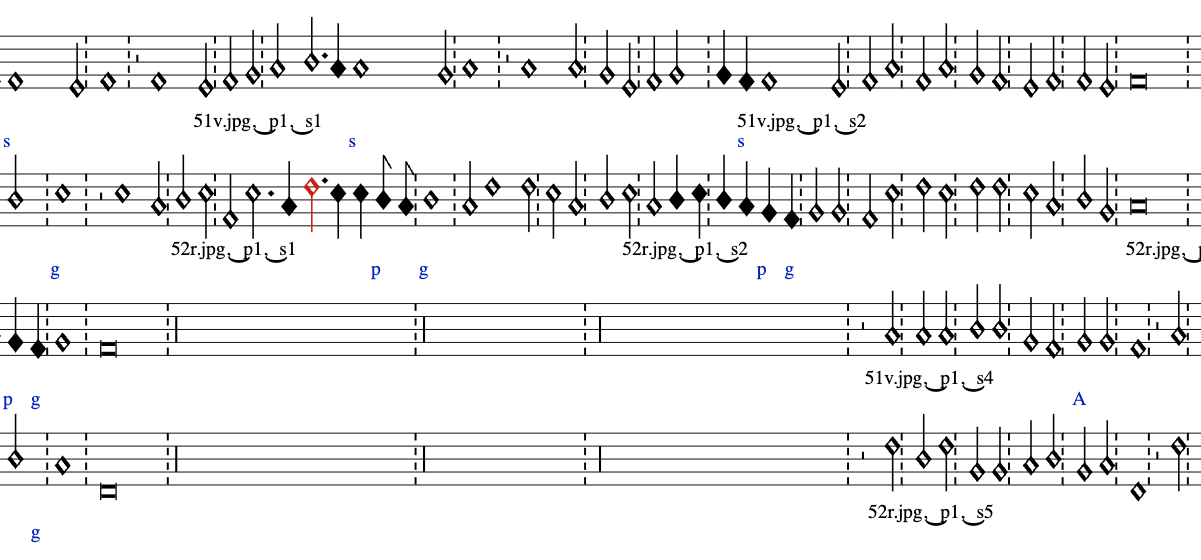 51v.jpg, p1, s1 51v.jpg, p1, s2
s s s
52r.jpg, p1, s1 52r.jpg, p1, s2 52r.jpg,
g p g p g
51v.jpg, p1, s4
p g A
52r.jpg, p1, s5
g